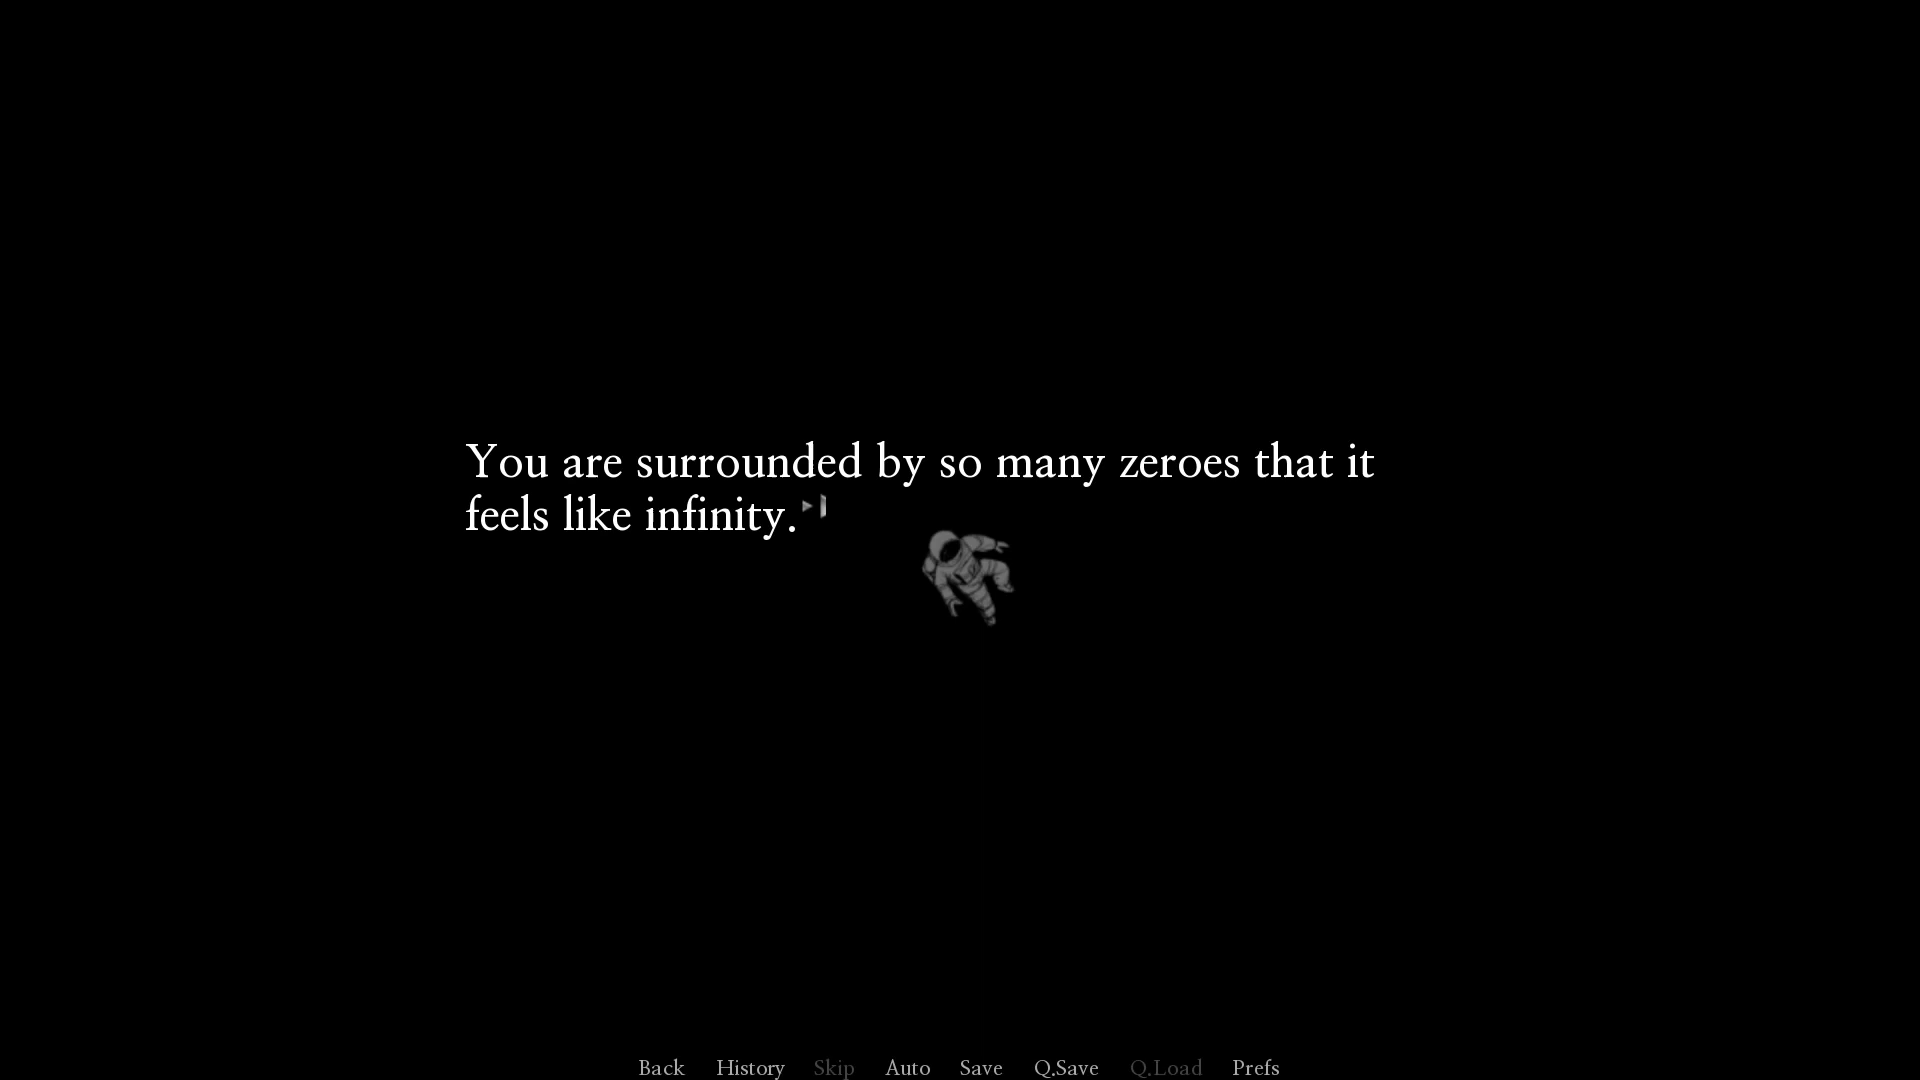 You are surrounded by so many zeroes that it
feels like infinity.
Back History Skip Auto Save Q.Save Q.Load Prefs